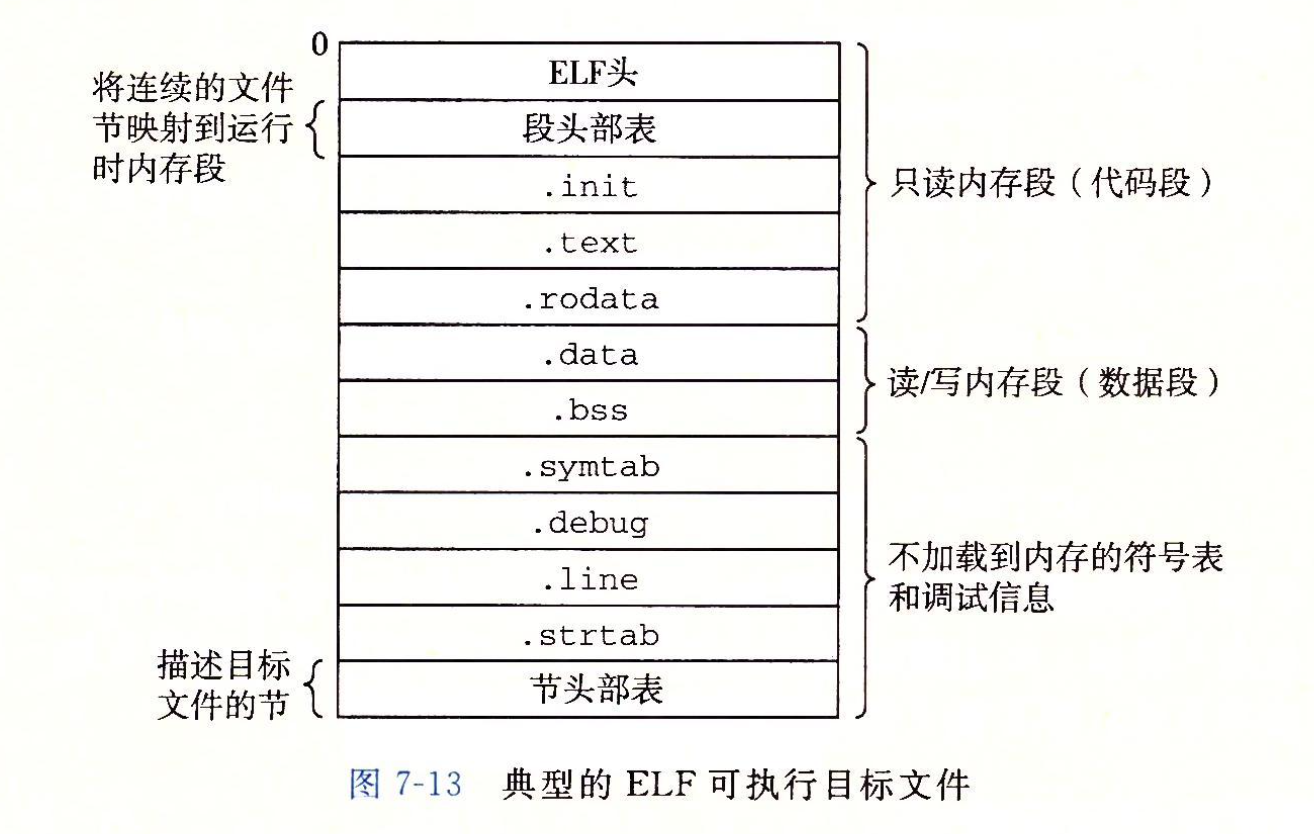 0
ELF头
将连续的文件
节映射到运行
时内存段
段头部表
.init
只读内存段（代码段）
.text
.rodata
.data
读/写内存段（数据段）
.bss
.symtab
.debug
不加载到内存的符号表
和调试信息
.line
.strtab
描述目标
文件的节
节头部表
图 7-13 典型的 ELF 可执行目标文件